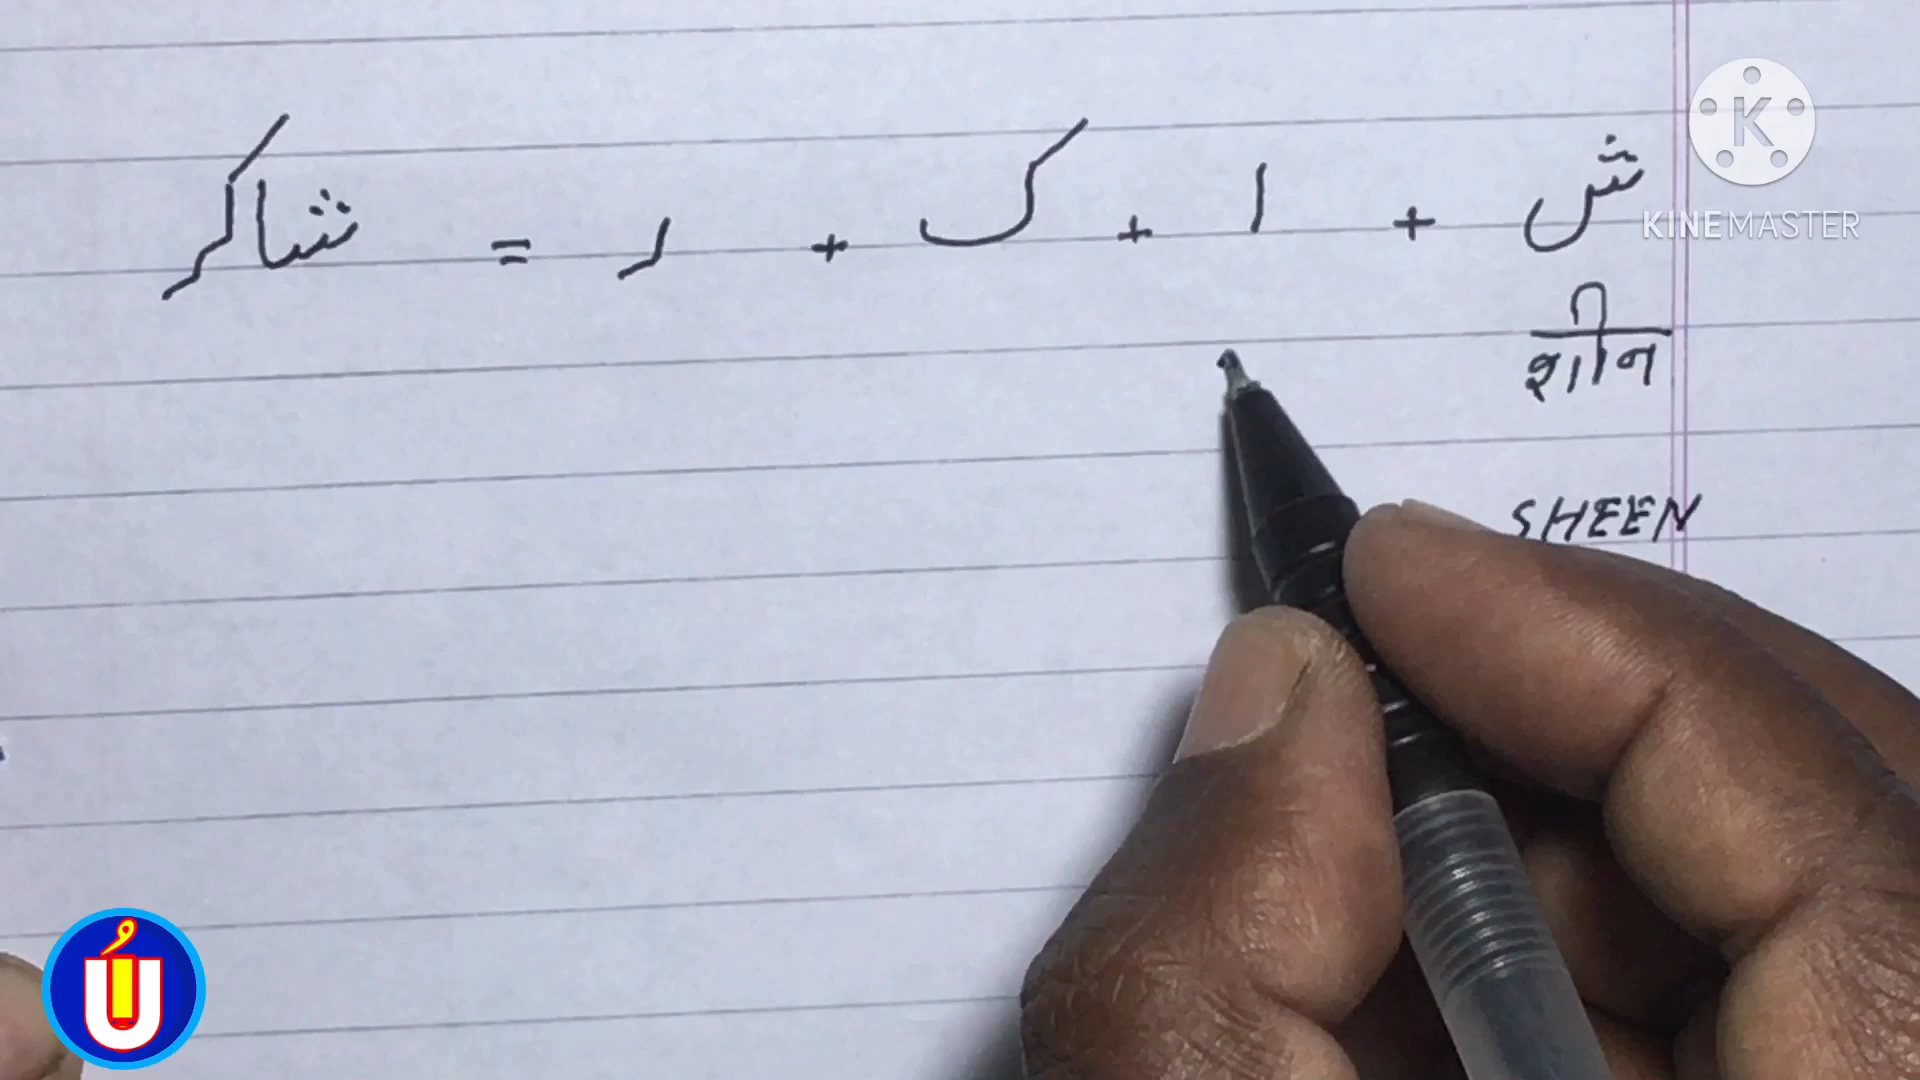 ش + ا + ک + ر = شاکر
शीन
SHEEN
K
KINEMASTER